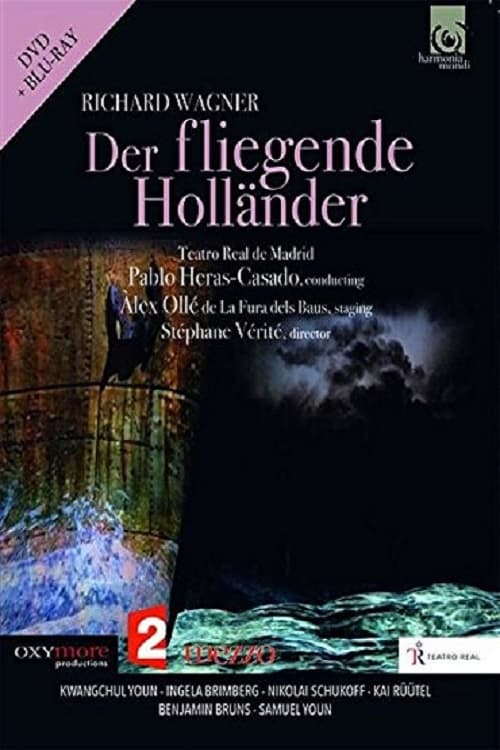 DVD
+ BLU-RAY
harmonia
mundi
RICHARD WAGNER
Der fliegende
Holländer
Teatro Real de Madrid
Pablo Heras-Casado, conducting
Àlex Ollé de La Fura dels Baus, staging
Stéphane Vérité, director
OXYmore
productions
2
mezzo
TR TEATRO REAL
KWANGCHUL YOUN - INGELA BRIMBERG - NIKOLAI SCHUKOFF - KAI RÜÜTEL
BENJAMIN BRUNS - SAMUEL YOUN